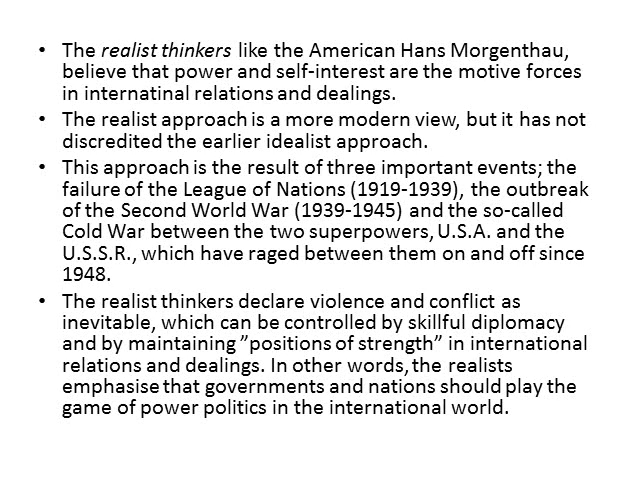 • The realist thinkers like the American Hans Morgenthau,
believe that power and self-interest are the motive forces
in internatinal relations and dealings.
• The realist approach is a more modern view, but it has not
discredited the earlier idealist approach.
• This approach is the result of three important events; the
failure of the League of Nations (1919-1939), the outbreak
of the Second World War (1939-1945) and the so-called
Cold War between the two superpowers, U.S.A. and the
U.S.S.R., which have raged between them on and off since
1948.
• The realist thinkers declare violence and conflict as
inevitable, which can be controlled by skillful diplomacy
and by maintaining ”positions of strength” in international
relations and dealings. In other words, the realists
emphasise that governments and nations should play the
game of power politics in the international world.